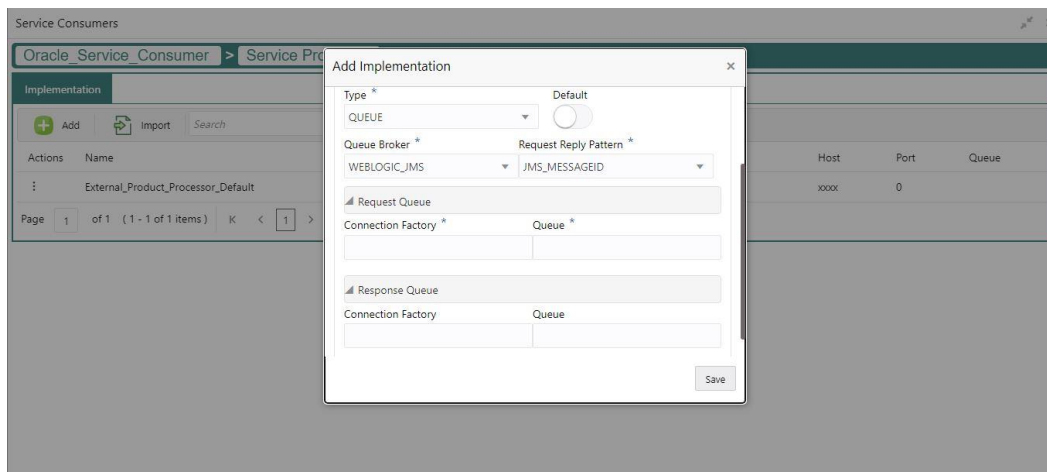 Service Consumers
Oracle_Service_Consumer > Service Pro
Implementation
Add Import Search
Actions Name Host Port Queue
External_Product_Processor_Default xxxx 0
Page 1 of 1 (1 - 1 of 1 items) K < 1 >
Add Implementation ×
Type * Default
QUEUE
Queue Broker * Request Reply Pattern *
WEBLOGIC_JMS JMS_MESSAGEID
Request Queue
Connection Factory * Queue *
Response Queue
Connection Factory Queue
Save